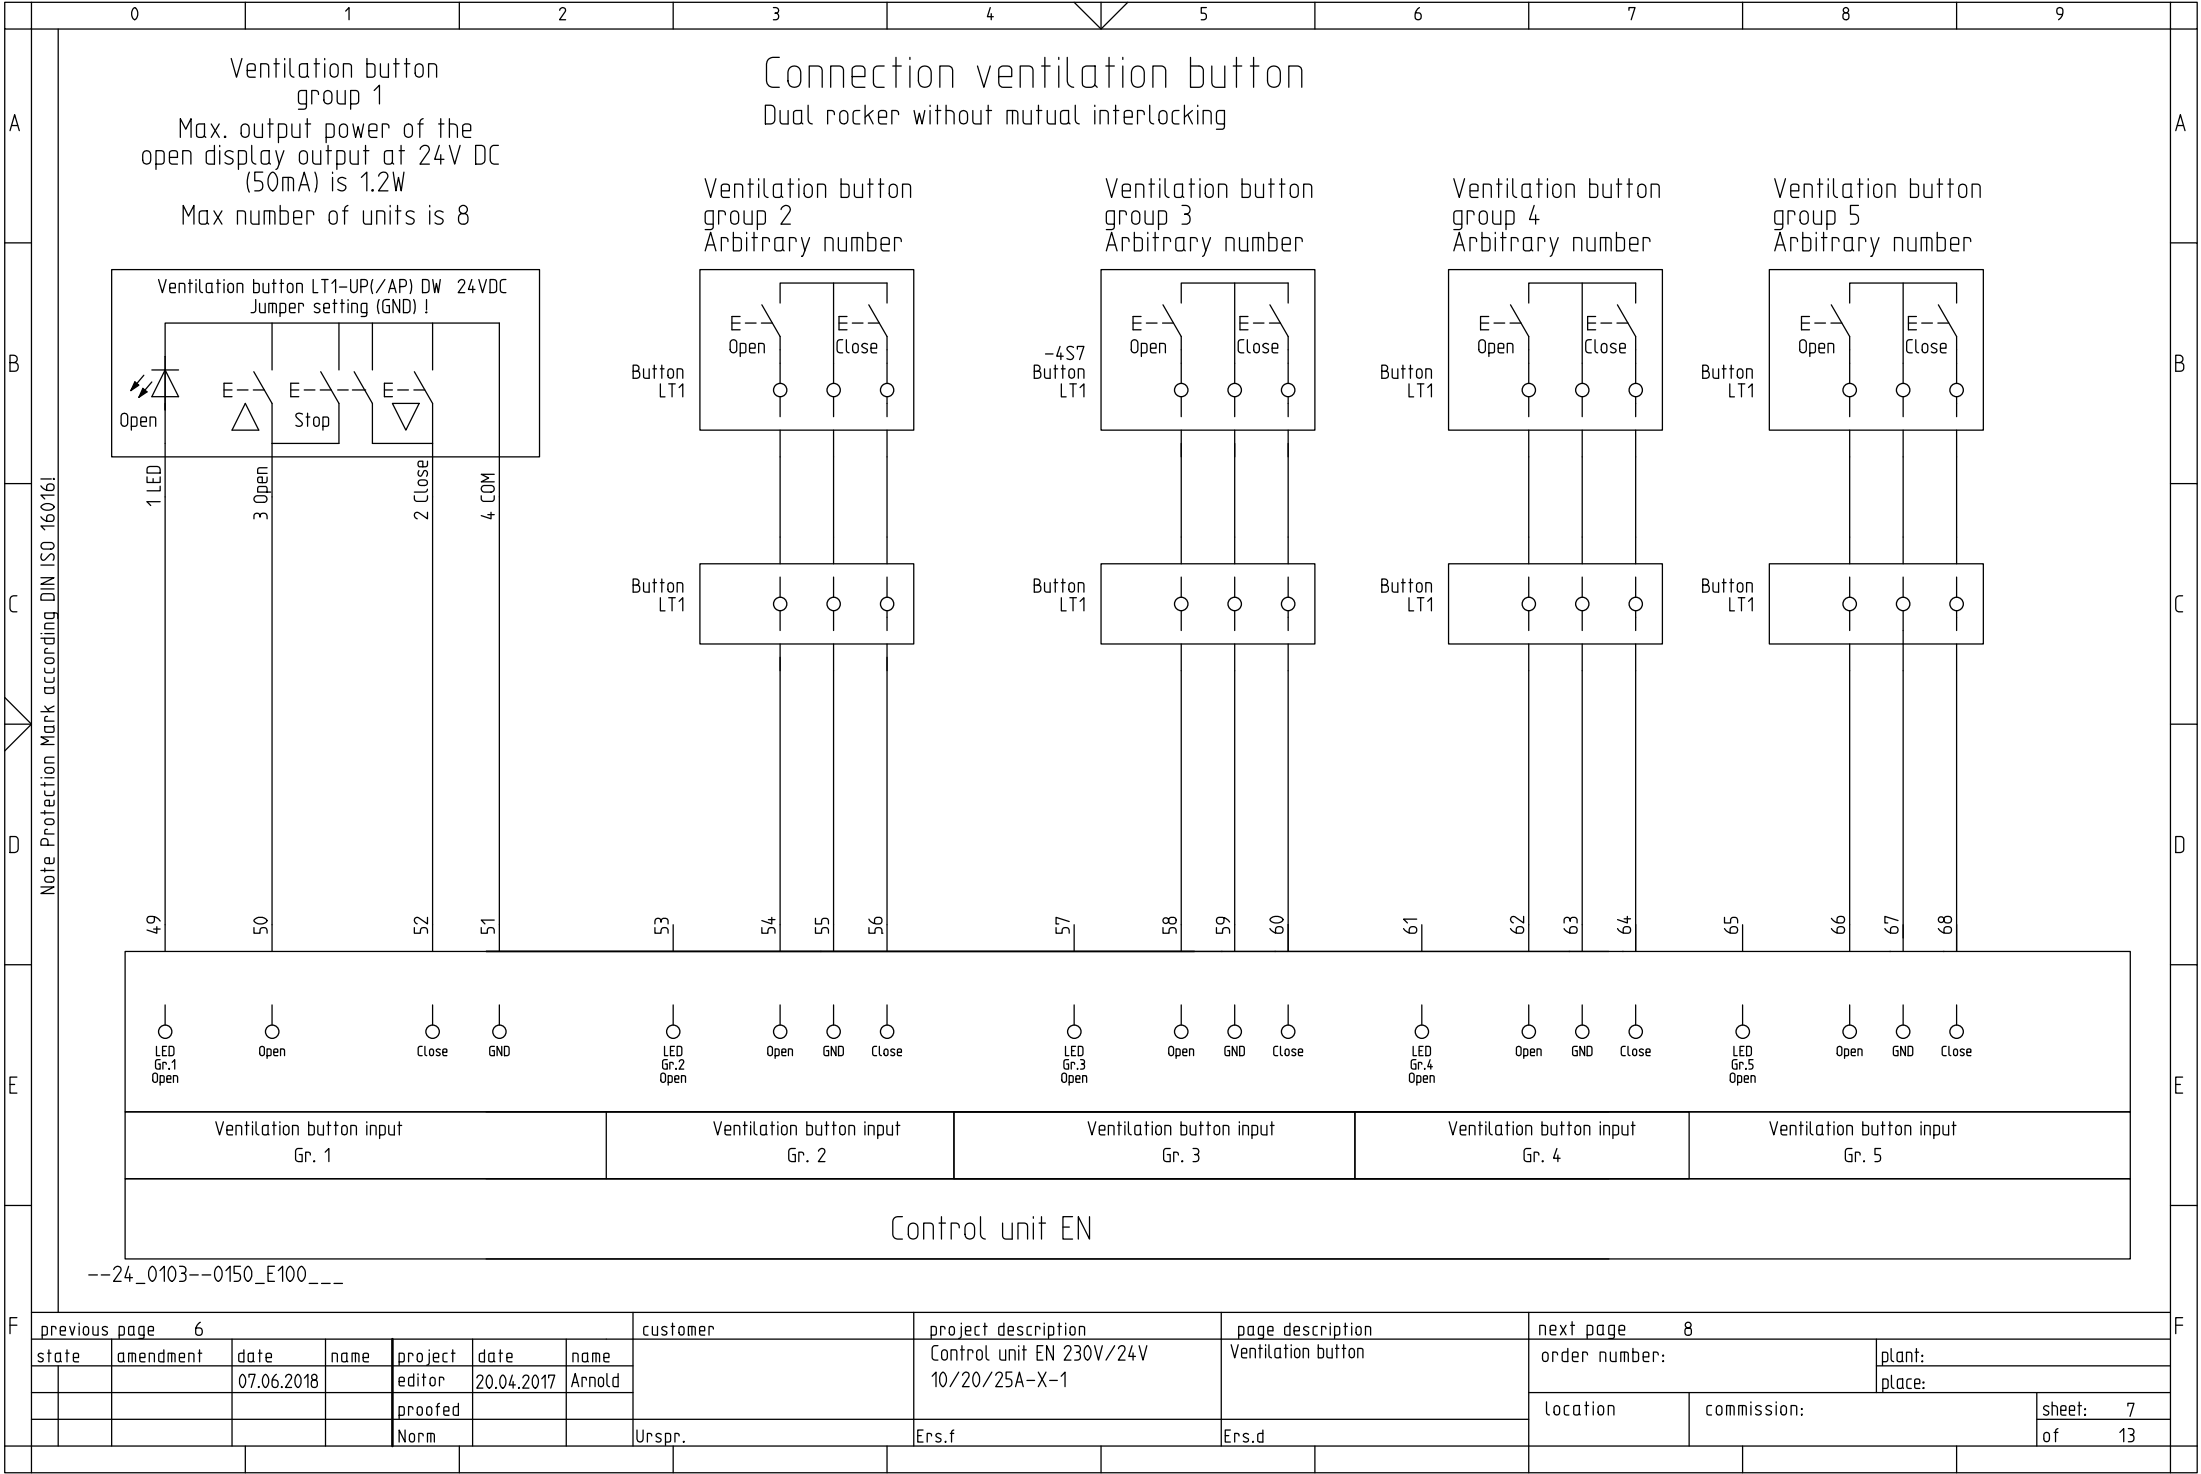 0 1 2 3 4 5 6 7 8 9
Ventilation button
group 1
Max. output power of the
open display output at 24V DC
(50mA) is 1.2W
Max number of units is 8
Connection ventilation button
Dual rocker without mutual interlocking
A A
Ventilation button
group 2
Arbitrary number
Ventilation button
group 3
Arbitrary number
Ventilation button
group 4
Arbitrary number
Ventilation button
group 5
Arbitrary number
Ventilation button LT1-UP(/AP) DW 24VDC
Jumper setting (GND) !
Open
Stop
1 LED
3 Open
2 Close
4 COM
B B
Open Close
Button
LT1
-4S7
Button
LT1
Open Close
Button
LT1
Open Close
Button
LT1
Open Close
Note Protection Mark according DIN ISO 16016!
C C
Button
LT1
Button
LT1
Button
LT1
Button
LT1
D D
49 50 52 51 53 54 55 56 57 58 59 60 61 62 63 64 65 66 67 68
LED
Gr.1
Open
Open
Close
GND
LED
Gr.2
Open
Open
GND
Close
LED
Gr.3
Open
Open
GND
Close
LED
Gr.4
Open
Open
GND
Close
LED
Gr.5
Open
Open
GND
Close
E E
Ventilation button input
Gr. 1
Ventilation button input
Gr. 2
Ventilation button input
Gr. 3
Ventilation button input
Gr. 4
Ventilation button input
Gr. 5
Control unit EN
--24_0103--0150_E100___
F F
previous page 6
customer
project description
page description
next page 8
state amendment date name project date name
Control unit EN 230V/24V
Ventilation button
order number:
plant:
07.06.2018 editor 20.04.2017 Arnold
10/20/25A-X-1
place:
proofed
location
commission:
sheet: 7
Norm
Urspr.
Ers.f
Ers.d
of 13